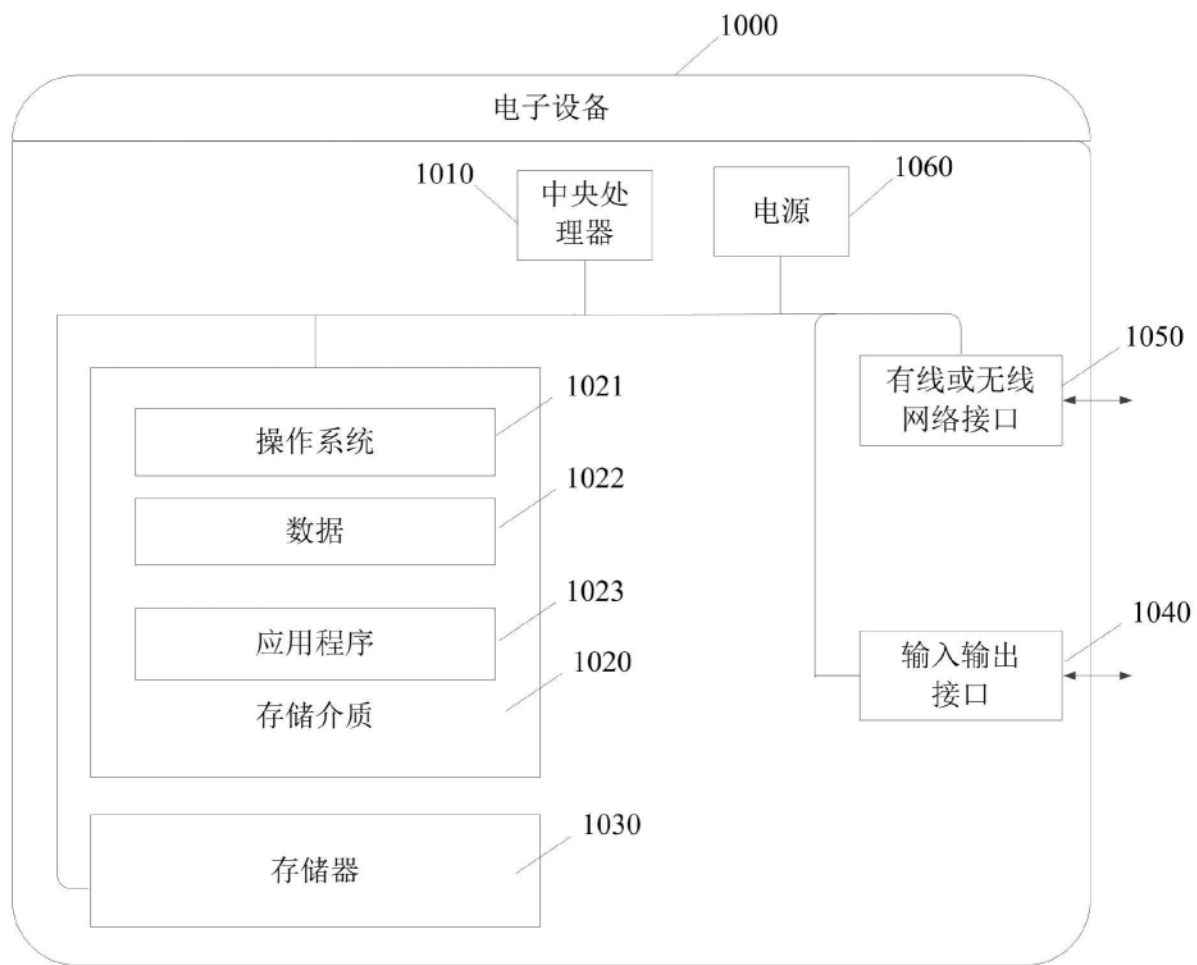 1000
电子设备
1010
中央处
理器
1060
电源
1050
有线或无线
网络接口
1021
操作系统
1022
数据
1023
应用程序
1020
存储介质
1040
输入输出
接口
1030
存储器